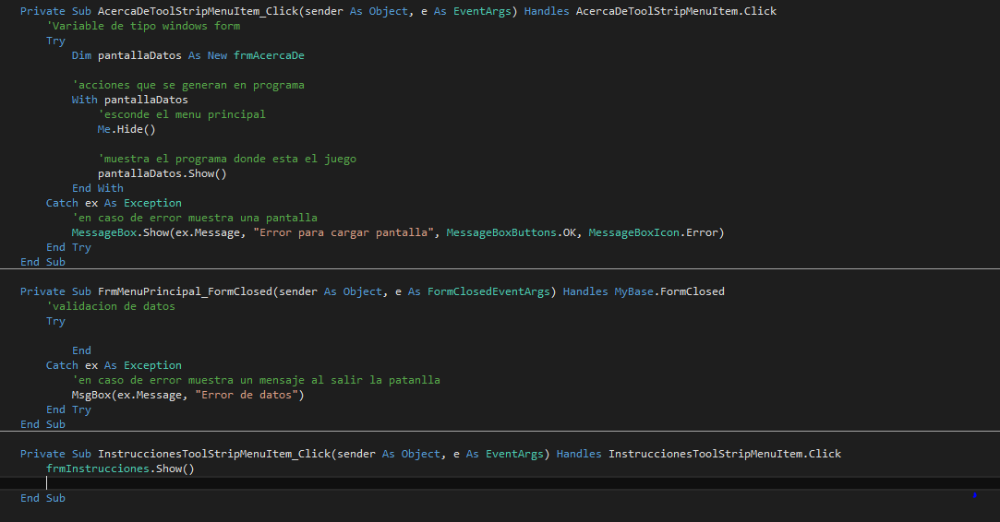 Private Sub AcercaDeToolStripMenuItem_Click(sender As Object, e As EventArgs) Handles AcercaDeToolStripMenuItem.Click
'Variable de tipo windows form
Try
Dim pantallaDatos As New frmAcercaDe
'acciones que se generan en programa
With pantallaDatos
'esconde el menu principal
Me.Hide()
'muestra el programa donde esta el juego
pantallaDatos.Show()
End With
Catch ex As Exception
'en caso de error muestra una pantalla
MessageBox.Show(ex.Message, "Error para cargar pantalla", MessageBoxButtons.OK, MessageBoxIcon.Error)
End Try
End Sub
Private Sub FrmMenuPrincipal_FormClosed(sender As Object, e As FormClosedEventArgs) Handles MyBase.FormClosed
'validacion de datos
Try
End
Catch ex As Exception
'en caso de error muestra un mensaje al salir la patanlla
MsgBox(ex.Message, "Error de datos")
End Try
End Sub
Private Sub InstruccionesToolStripMenuItem_Click(sender As Object, e As EventArgs) Handles InstruccionesToolStripMenuItem.Click
frmInstrucciones.Show()
End Sub